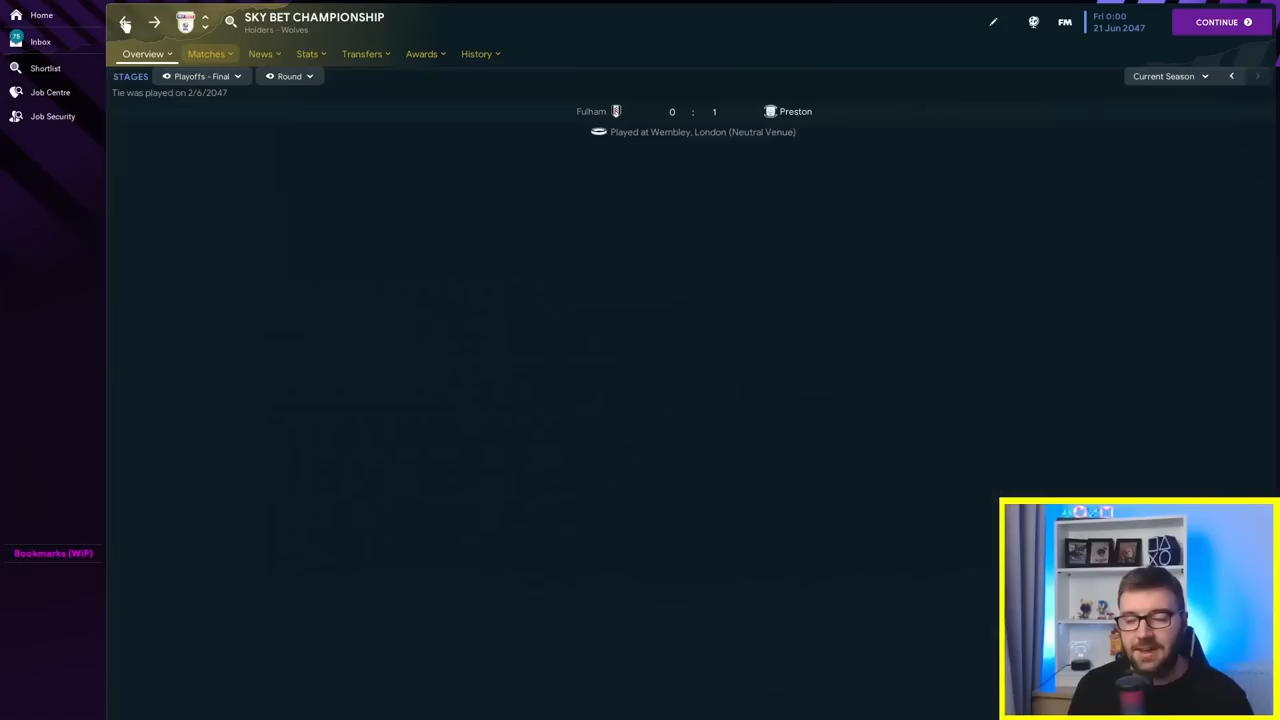 Home
75
Inbox
Shortlist
Job Centre
Job Security
Bookmarks (WIP)
SKY BET CHAMPIONSHIP
Holders - Wolves
FM
Fri 0:00
21 Jun 2047
CONTINUE
Overview
Matches
News
Stats
Transfers
Awards
History
STAGES
Playoffs - Final
Round
Current Season
Tie was played on 2/6/2047
Fulham 0 : 1 Preston
Played at Wembley, London (Neutral Venue)